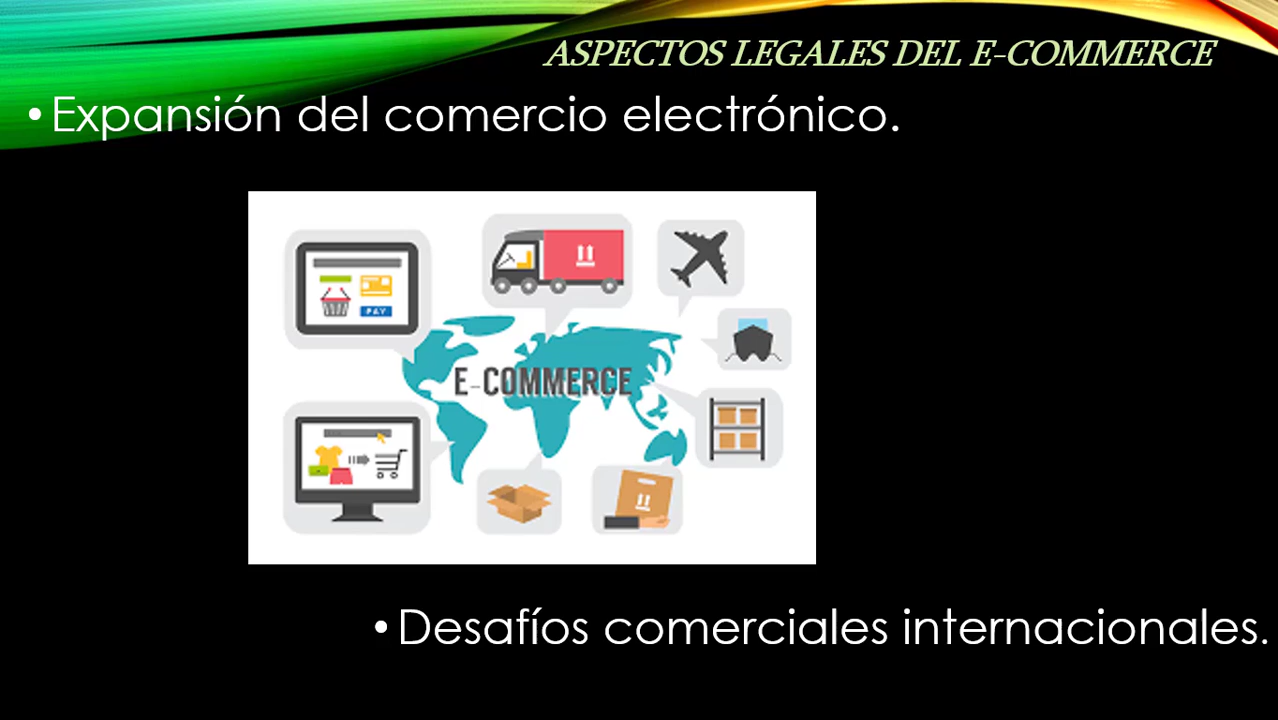 ASPECTOS LEGALES DEL E-COMMERCE
• Expansión del comercio electrónico.
PAY
E-COMMERCE
• Desafíos comerciales internacionales.